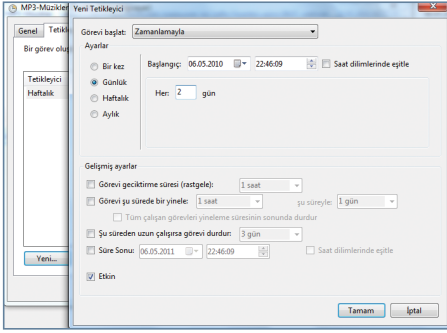 MP3-Müzikler
Genel
Tetikl
Bir görev oluş
Tetikleyici
Haftalık
Yeni...
Yeni Tetikleyici
Görevi başlat: Zamanlamayla
Ayarlar
Bir kez
Günlük
Haftalık
Aylık
Başlangıç: 06.05.2010 22:46:09 Saat dilimlerinde eşitle
Her: 2 gün
Gelişmiş ayarlar
Görevi geciktirme süresi (rastgele): 1 saat
Görevi şu sürede bir yinele: 1 saat şu süreyle: 1 gün
Tüm çalışan görevleri yineleme süresinin sonunda durdur
Şu süreden uzun çalışırsa görevi durdur: 3 gün
Süre Sonu: 06.05.2011 22:46:09 Saat dilimlerinde eşitle
Etkin
Tamam İptal